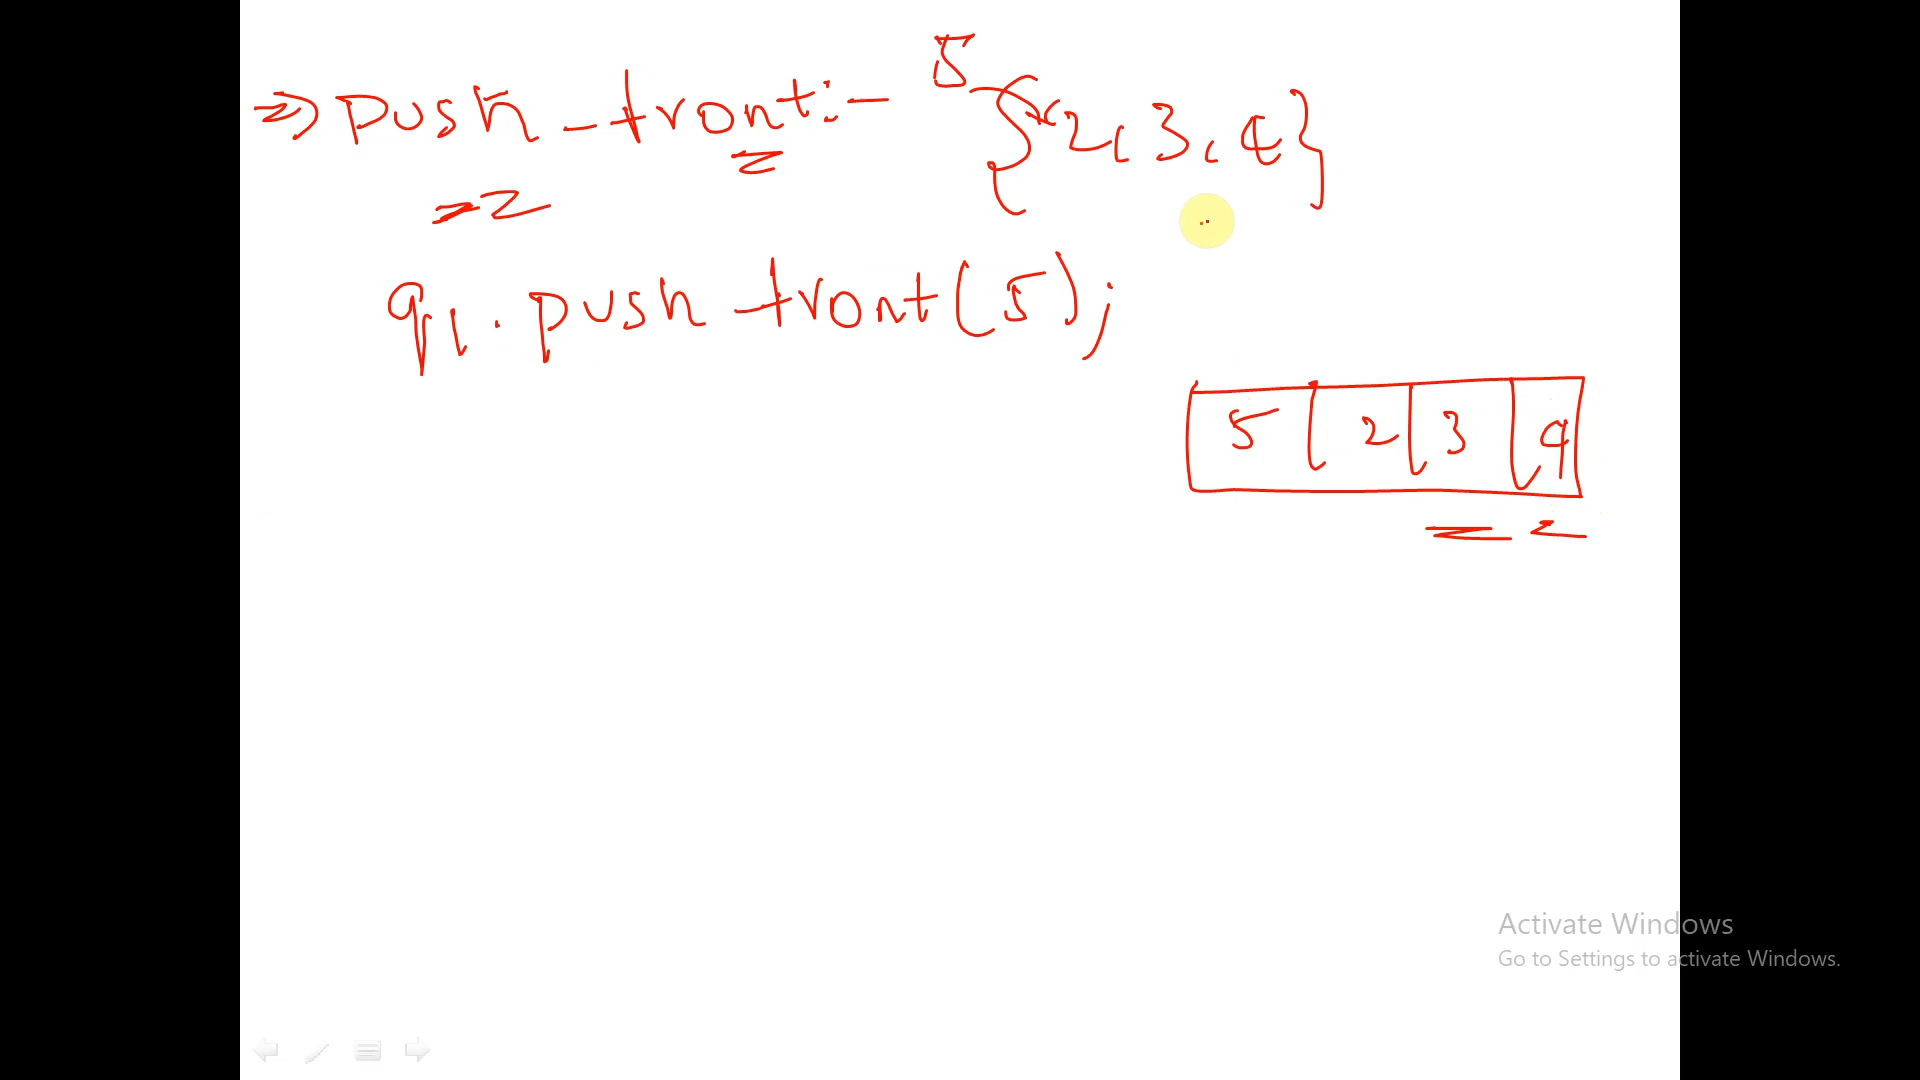 ⇒ push_front:- 5 {2, 3, 4}
q1.push_front(5);
5 2 3 4
Activate Windows
Go to Settings to activate Windows.